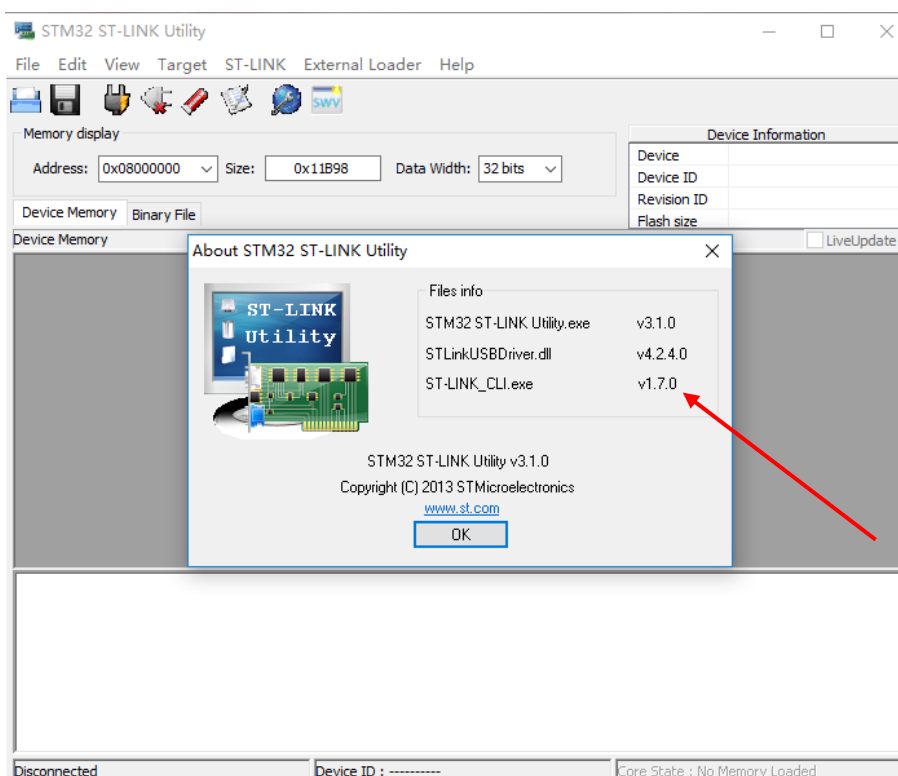 STM32 ST-LINK Utility
File Edit View Target ST-LINK External Loader Help
SWV
Memory display
Address: 0x08000000 Size: 0x11B98 Data Width: 32 bits
Device Information
Device
Device ID
Revision ID
Flash size
Device Memory Binary File
Device Memory
LiveUpdate
About STM32 ST-LINK Utility
ST-LINK
Utility
Files info
STM32 ST-LINK Utility.exe v3.1.0
STLinkUSBDriver.dll v4.2.4.0
ST-LINK_CLI.exe v1.7.0
STM32 ST-LINK Utility v3.1.0
Copyright (C) 2013 STMicroelectronics
www.st.com
OK
Disconnected Device ID : ---------- Core State : No Memory Loaded